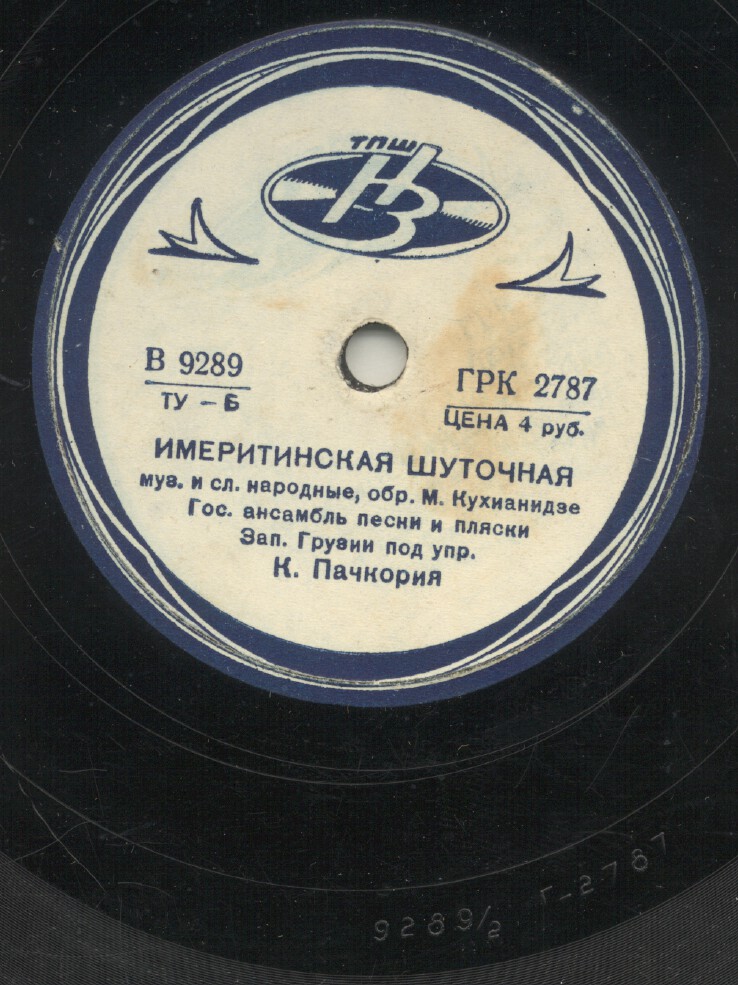 ТПШ
НЗ
В 9289
ТУ – Б
ГРК 2787
ЦЕНА 4 руб.
ИМЕРИТИНСКАЯ ШУТОЧНАЯ
муз. и сл. народные, обр. М. Кухианидзе
Гос. ансамбль песни и пляски
Зап. Грузии под упр.
К. Пачкория
9289/2 Г-2787